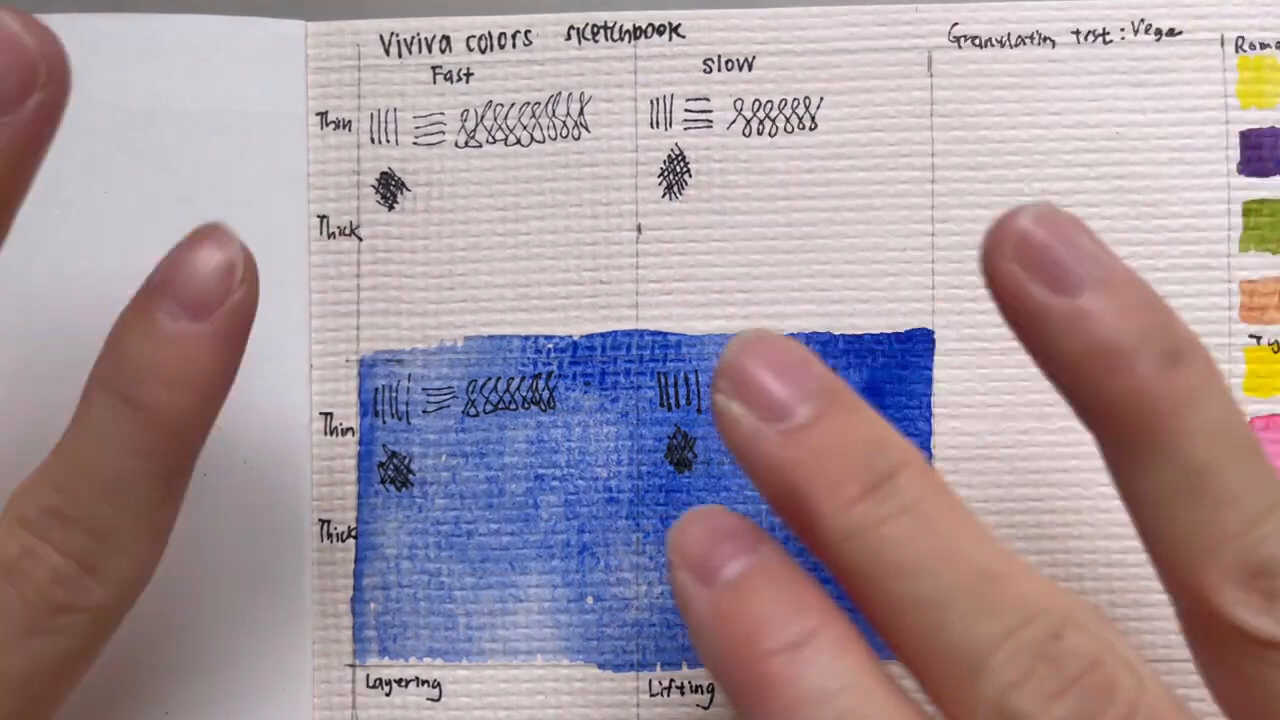 Viviva colors sketchbook
Fast
slow
Granulation test: Vega
Thin
Thick
Thin
Thick
Layering
Lifting